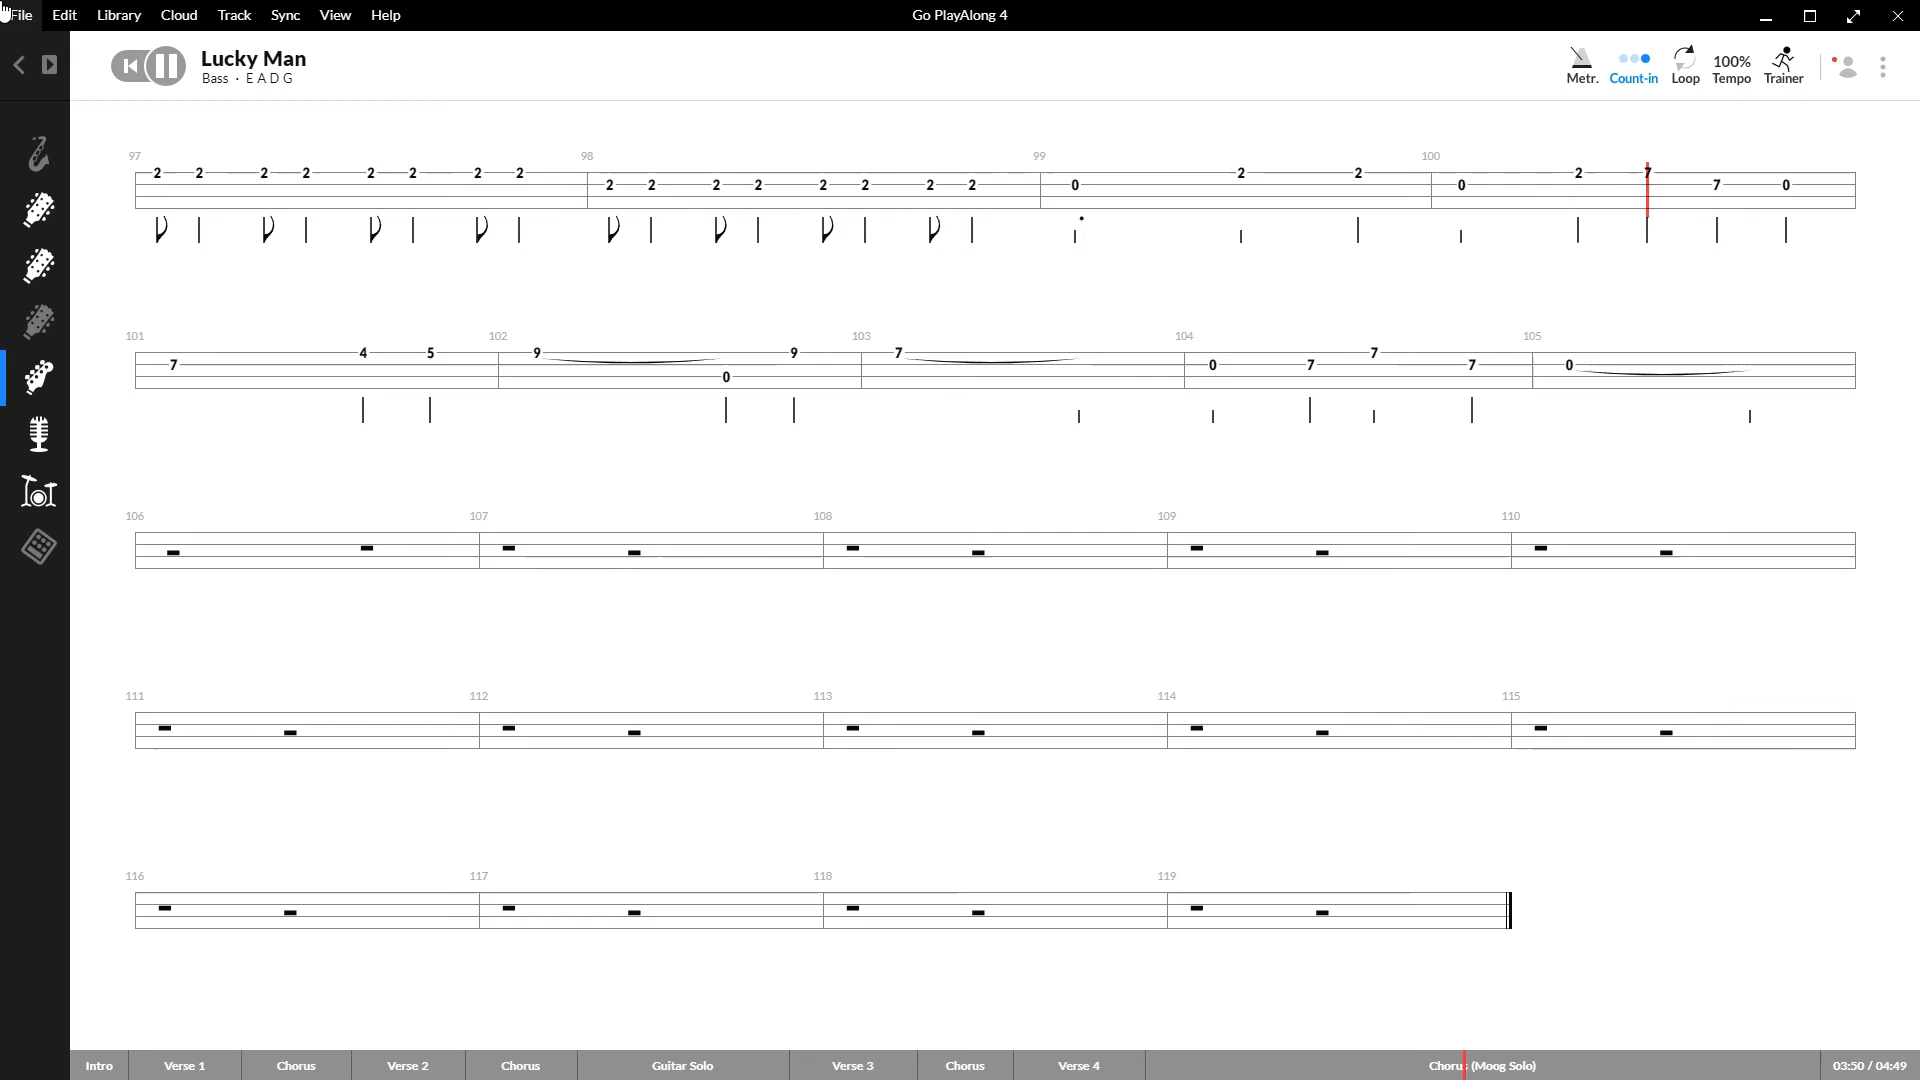 File Edit Library Cloud Track Sync View Help Go PlayAlong 4
Lucky Man
Bass · E A D G
Metr. Count-in Loop 100% Tempo Trainer
97 98 99 100
2 2 2 2 2 2 2 2 2 2 2 2 2 2 2 2 0 2 2 0 2 7 7 0
101 102 103 104 105
7 4 5 9 0 9 7 0 7 7 7 0
106 107 108 109 110
111 112 113 114 115
116 117 118 119
Intro Verse 1 Chorus Verse 2 Chorus Guitar Solo Verse 3 Chorus Verse 4 Chorus (Moog Solo) 03:50 / 04:49